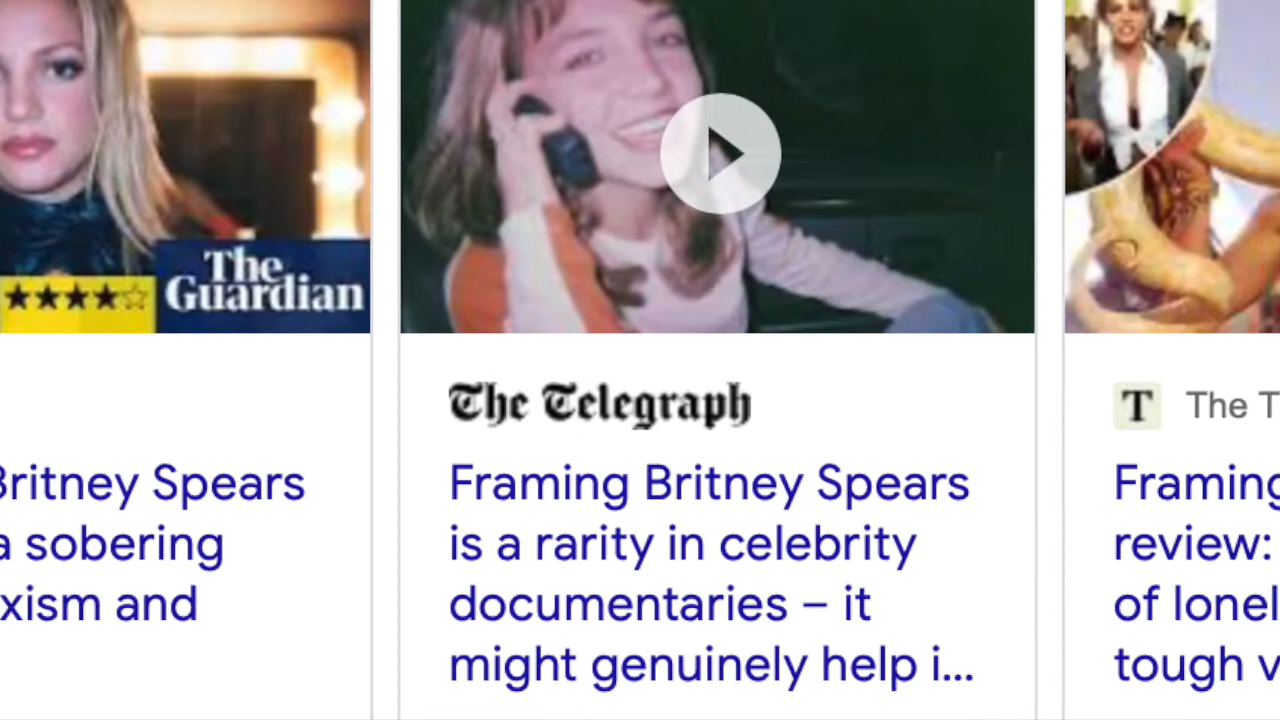 The
Guardian
The Telegraph
T The T
Britney Spears
a sobering
xism and
Framing Britney Spears
is a rarity in celebrity
documentaries – it
might genuinely help i...
Framing
review:
of lonel
tough v